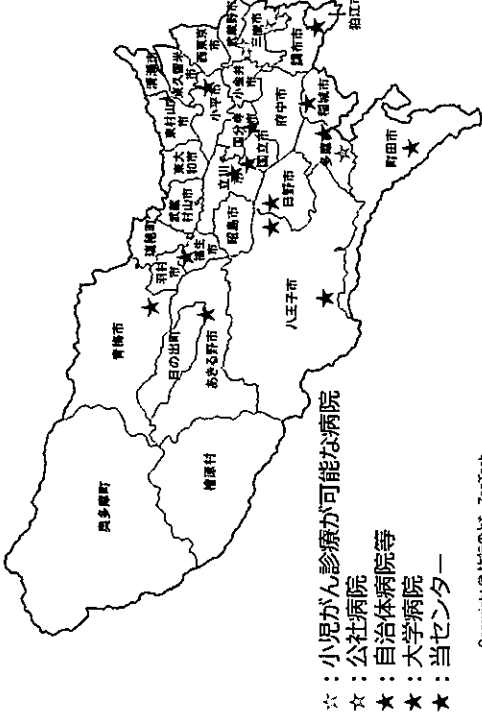 奥多摩町
檜原村
青梅市
日の出町
あきる野市
羽村市
瑞穂町
福生市
武蔵村山市
昭島市
八王子市
東大和市
立川市
日野市
東村山市
清瀬市
東久留米市
小平市
国分寺市
国立市
西東京市
小金井市
府中市
武蔵野市
三鷹市
調布市
狛江市
稲城市
多摩市
町田市
☆：小児がん診療が可能な病院
☆：公社病院
★：自治体病院等
★：大学病院
★：当センター